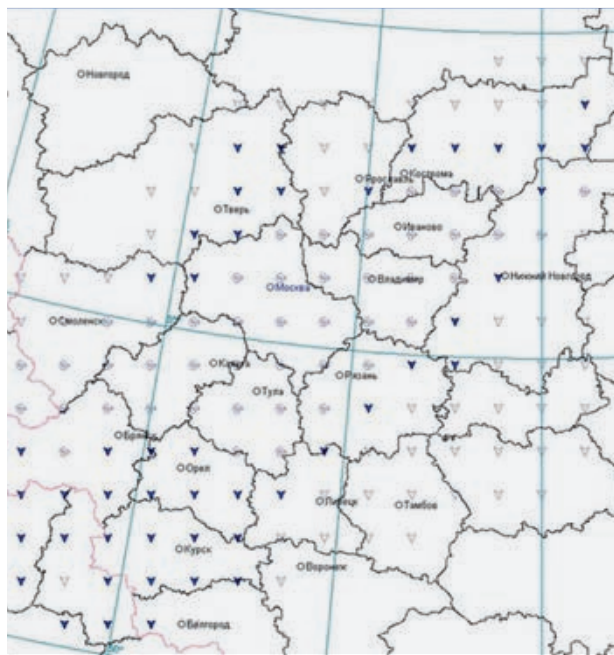 Новгород
Ярославль
Кострома
Тверь
Иваново
Москва
Владимир
Нижний Новгород
Смоленск
Калуга
Рязань
Тула
Брянск
Орел
Липецк
Тамбов
Курск
Воронеж
Белгород